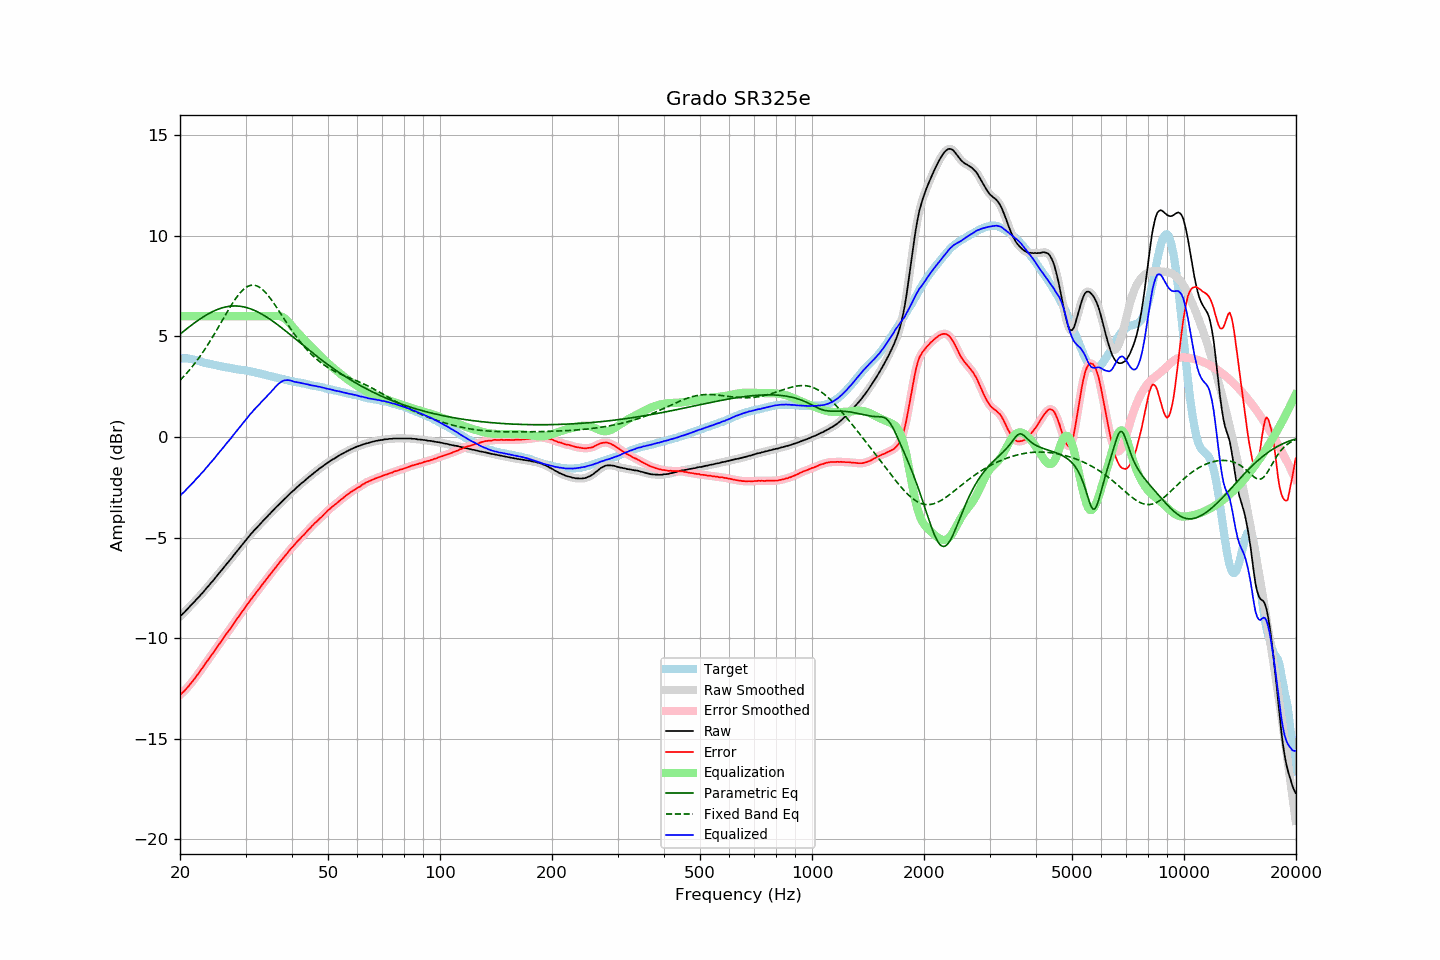 Grado SR325e
15
10
5
0
−5
−10
−15
−20
Amplitude (dBr)
20
50
100
200
500
1000
2000
5000
10000
20000
Frequency (Hz)
Target
Raw Smoothed
Error Smoothed
Raw
Error
Equalization
Parametric Eq
Fixed Band Eq
Equalized